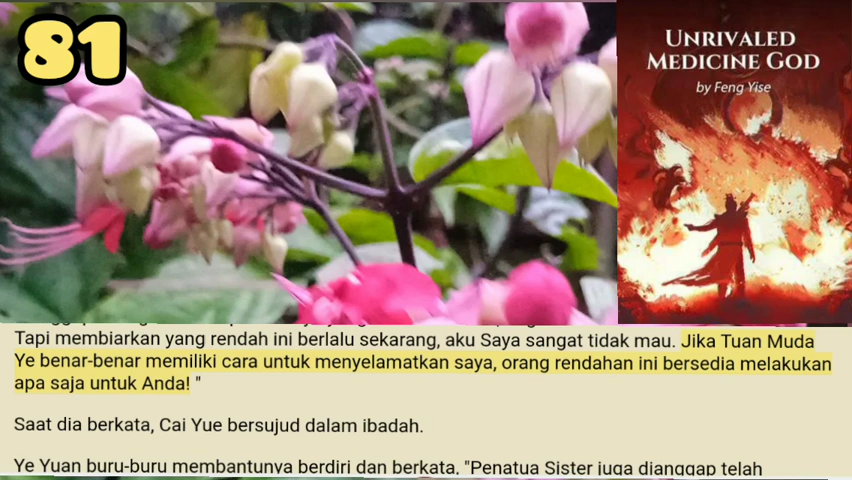 81
UNRIVALED
MEDICINE GOD
by Feng Yise
Tapi membiarkan yang rendah ini berlalu sekarang, aku Saya sangat tidak mau. Jika Tuan Muda
Ye benar-benar memiliki cara untuk menyelamatkan saya, orang rendahan ini bersedia melakukan
apa saja untuk Anda! "
Saat dia berkata, Cai Yue bersujud dalam ibadah.
Ye Yuan buru-buru membantunya berdiri dan berkata, "Penatua Sister juga dianggap telah